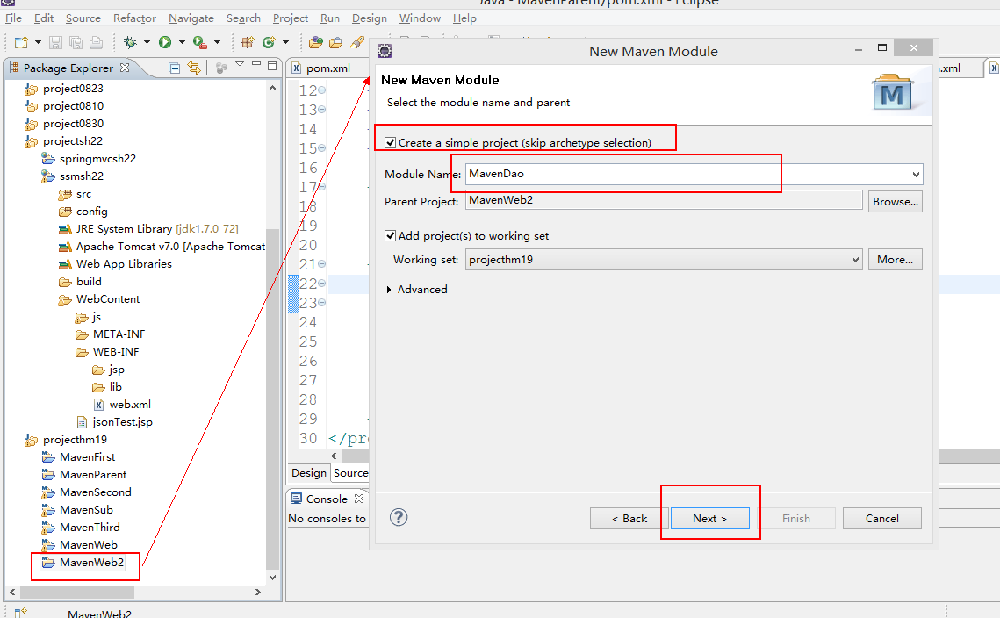 Java - MavenParent/pom.xml - Eclipse
File Edit Source Refactor Navigate Search Project Run Design Window Help
Package Explorer
project0823
project0810
project0830
projectsh22
springmvcsh22
ssmsh22
src
config
JRE System Library [jdk1.7.0_72]
Apache Tomcat v7.0 [Apache Tomcat
Web App Libraries
build
WebContent
js
META-INF
WEB-INF
jsp
lib
web.xml
jsonTest.jsp
projecthm19
MavenFirst
MavenParent
MavenSecond
MavenSub
MavenThird
MavenWeb
MavenWeb2
MavenWeb2
pom.xml
.xml
12
13
14
15
16
17
18
19
20
21
22
23
24
25
26
27
28
29
30 </pro
Design Source
Console
No consoles to
New Maven Module
New Maven Module
Select the module name and parent
M
Create a simple project (skip archetype selection)
Module Name: MavenDao
Parent Project: MavenWeb2 Browse...
Add project(s) to working set
Working set: projecthm19 More...
Advanced
? < Back Next > Finish Cancel